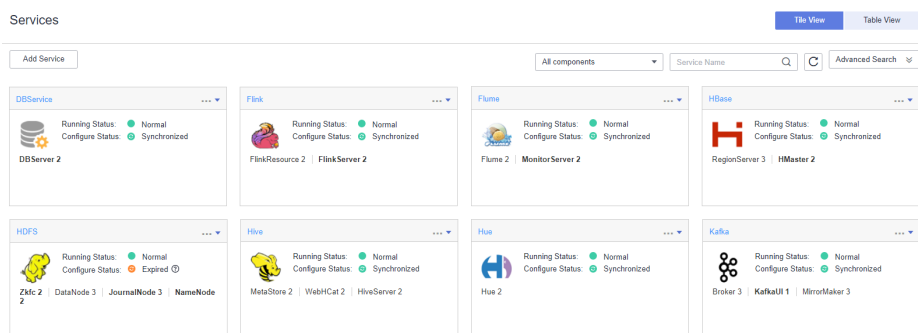 Services
Tile View
Table View
Add Service
All components
Service Name
Advanced Search
DBService
Running Status: Normal
Configure Status: Synchronized
DBServer 2
Flink
Running Status: Normal
Configure Status: Synchronized
FlinkResource 2 | FlinkServer 2
Flume
Running Status: Normal
Configure Status: Synchronized
Flume 2 | MonitorServer 2
HBase
Running Status: Normal
Configure Status: Synchronized
RegionServer 3 | HMaster 2
HDFS
Running Status: Normal
Configure Status: Expired
Zkfc 2 | DataNode 3 | JournalNode 3 | NameNode
2
Hive
Running Status: Normal
Configure Status: Synchronized
MetaStore 2 | WebHCat 2 | HiveServer 2
Hue
Running Status: Normal
Configure Status: Synchronized
Hue 2
Kafka
Running Status: Normal
Configure Status: Synchronized
Broker 3 | KafkaUI 1 | MirrorMaker 3